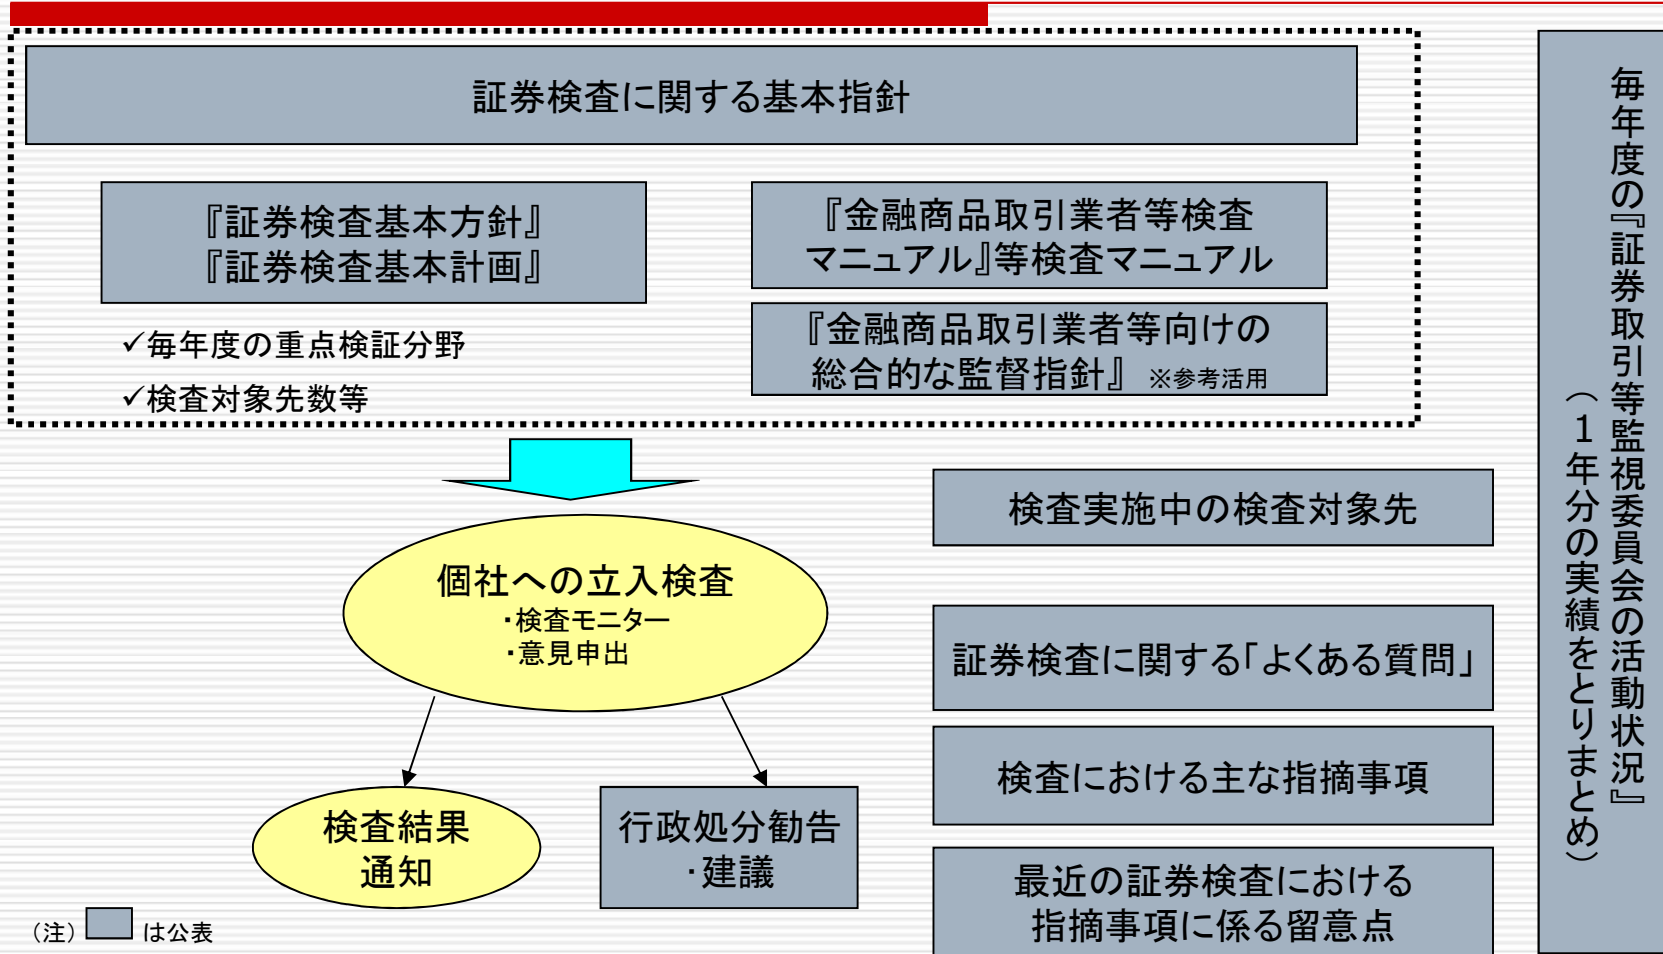 証券検査に関する基本指針
『証券検査基本方針』
『証券検査基本計画』
✓毎年度の重点検証分野
✓検査対象先数等
『金融商品取引業者等検査
マニュアル』等検査マニュアル
『金融商品取引業者等向けの
総合的な監督指針』 ※参考活用
個社への立入検査
・検査モニター
・意見申出
検査結果
通知
行政処分勧告
・建議
検査実施中の検査対象先
証券検査に関する「よくある質問」
検査における主な指摘事項
最近の証券検査における
指摘事項に係る留意点
毎年度の『証券取引等監視委員会の活動状況』
（１年分の実績をとりまとめ）
（注） は公表